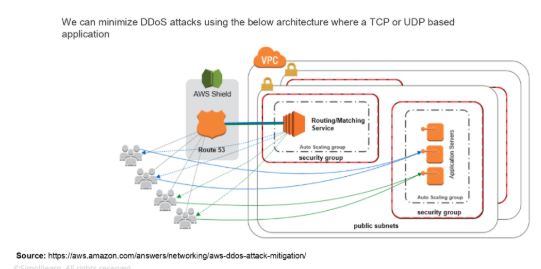 We can minimize DDoS attacks using the below architecture where a TCP or UDP based
application
VPC
AWS Shield
Route 53
Routing/Matching
Service
Auto Scaling group
security group
Application Servers
Auto Scaling group
security group
public subnets
Source: https://aws.amazon.com/answers/networking/aws-ddos-attack-mitigation/